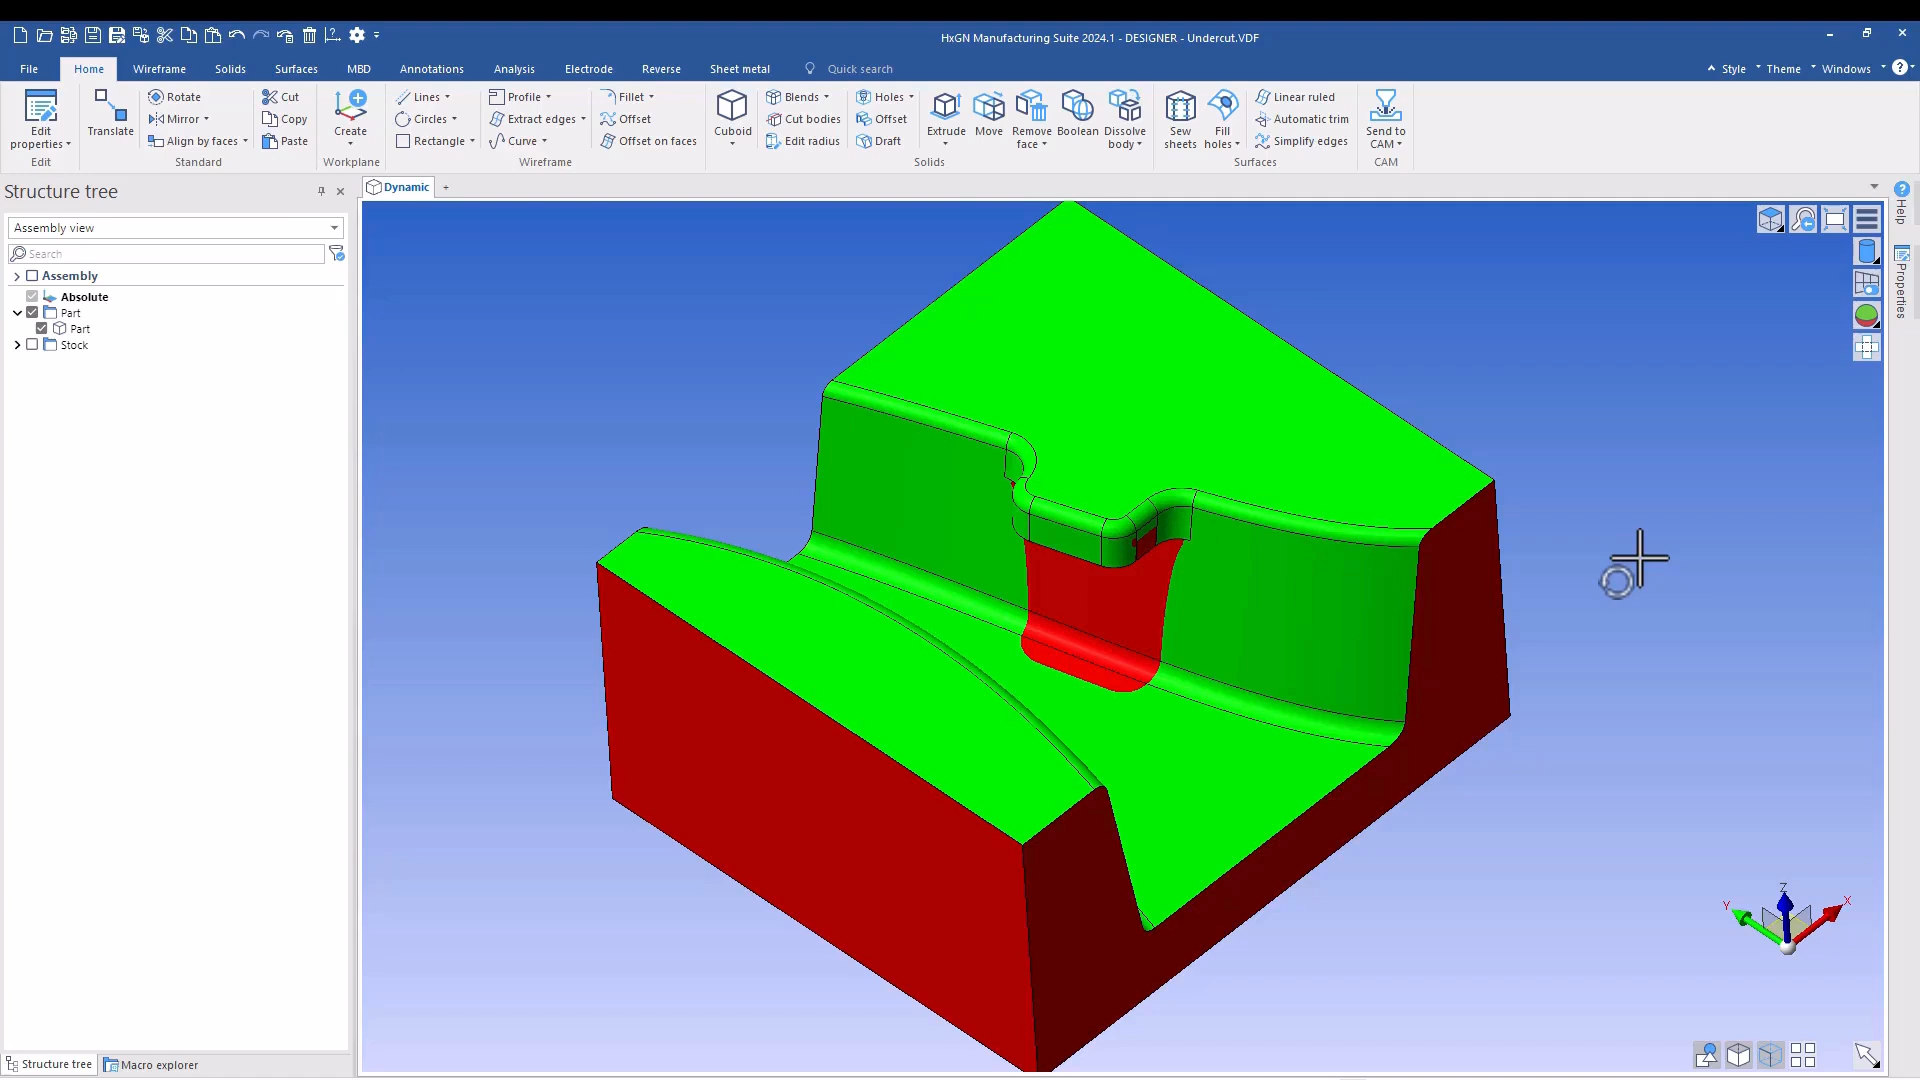 HxGN Manufacturing Suite 2024.1 - DESIGNER - Undercut.VDF
File Home Wireframe Solids Surfaces MBD Annotations Analysis Electrode Reverse Sheet metal Quick search Style Theme Windows ?
Edit properties
Edit
Translate
Rotate
Mirror
Align by faces
Cut
Copy
Paste
Standard
Create
Workplane
Lines
Circles
Rectangle
Profile
Extract edges
Curve
Fillet
Offset
Offset on faces
Wireframe
Cuboid
Blends
Cut bodies
Edit radius
Holes
Offset
Draft
Extrude
Move
Remove face
Boolean
Dissolve body
Solids
Sew sheets
Fill holes
Linear ruled
Automatic trim
Simplify edges
Surfaces
Send to CAM
CAM
Structure tree
Assembly view
Search
Assembly
Absolute
Part
Part
Stock
Structure tree
Macro explorer
Dynamic +
Help
Properties
Z
Y
X